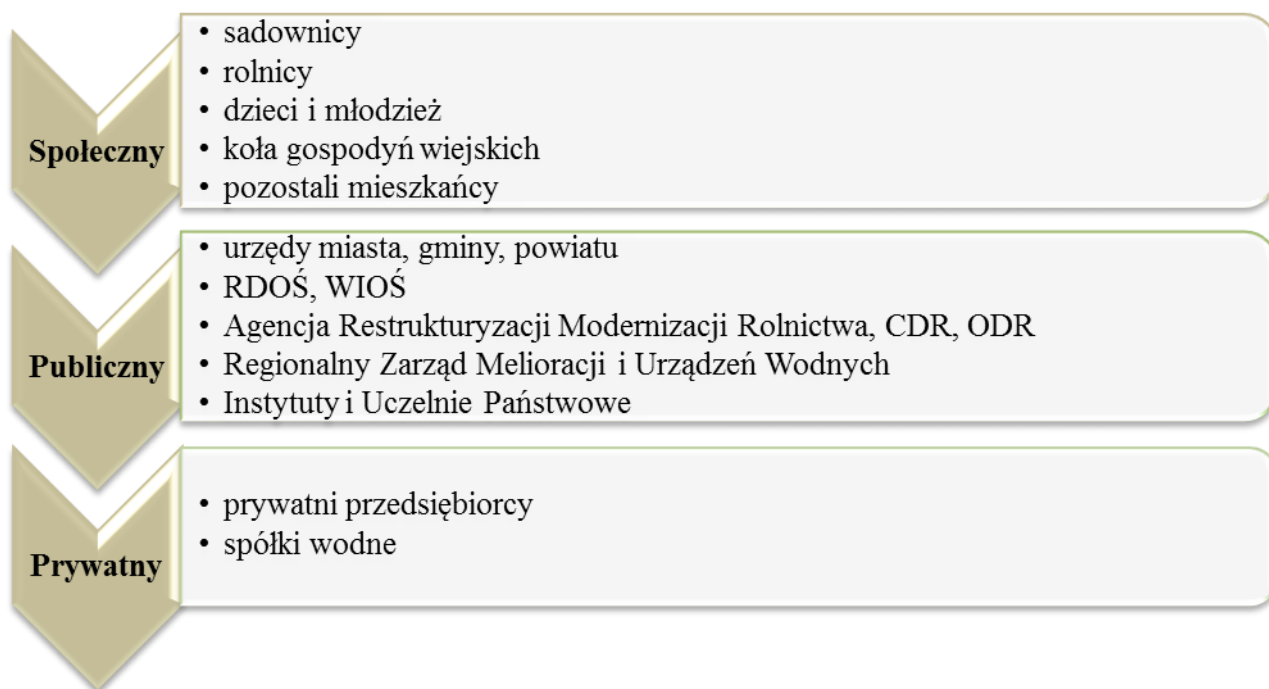 Społeczny
• sadownicy
• rolnicy
• dzieci i młodzież
• koła gospodyń wiejskich
• pozostali mieszkańcy
Publiczny
• urzędy miasta, gminy, powiatu
• RDOŚ, WIOŚ
• Agencja Restrukturyzacji Modernizacji Rolnictwa, CDR, ODR
• Regionalny Zarząd Melioracji i Urządzeń Wodnych
• Instytuty i Uczelnie Państwowe
Prywatny
• prywatni przedsiębiorcy
• spółki wodne